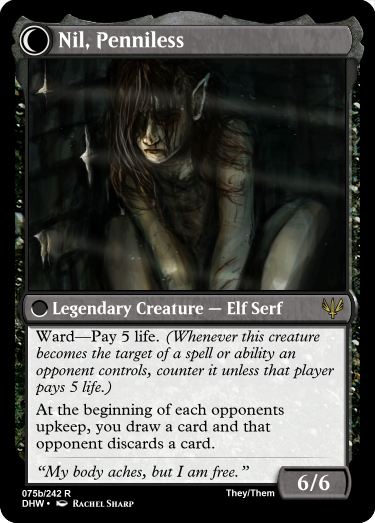 Nil, Penniless
Legendary Creature — Elf Serf
Ward—Pay 5 life. (Whenever this creature
becomes the target of a spell or ability an
opponent controls, counter it unless that player
pays 5 life.)
At the beginning of each opponents
upkeep, you draw a card and that
opponent discards a card.
“My body aches, but I am free.”
6/6
075b/242 R
They/Them
DHW • Rachel Sharp